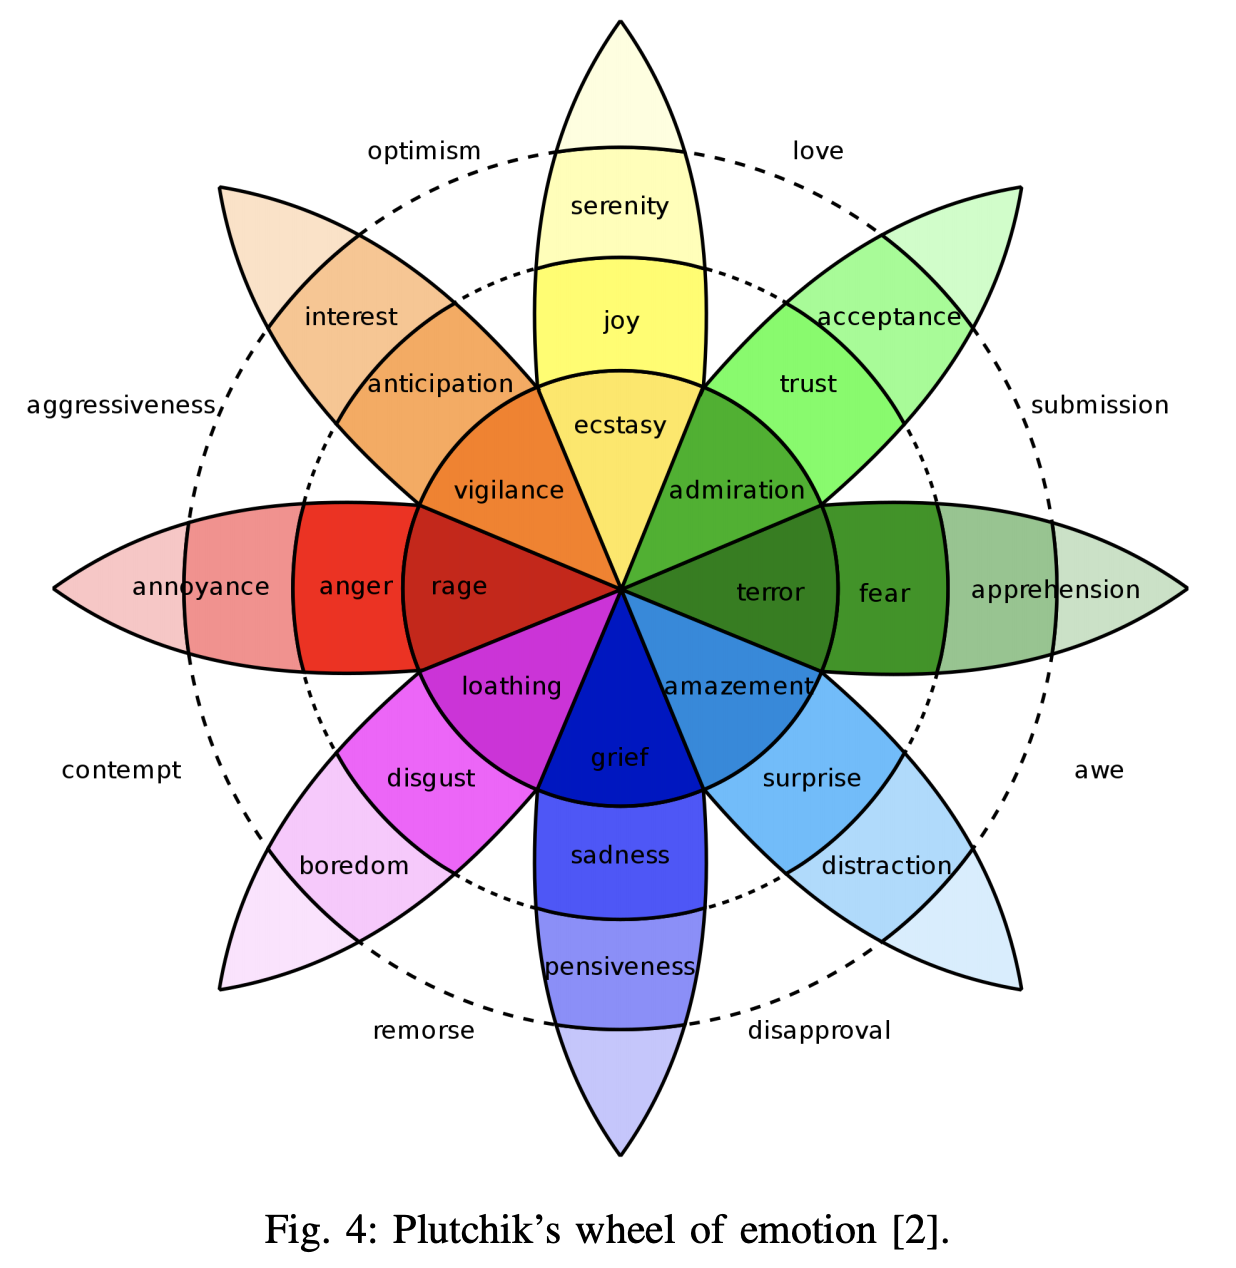 optimism
love
serenity
interest
joy
acceptance
anticipation
trust
aggressiveness
submission
ecstasy
vigilance
admiration
annoyance
anger
rage
terror
fear
apprehension
loathing
amazement
contempt
grief
awe
disgust
surprise
boredom
sadness
distraction
pensiveness
remorse
disapproval
Fig. 4: Plutchik's wheel of emotion [2].